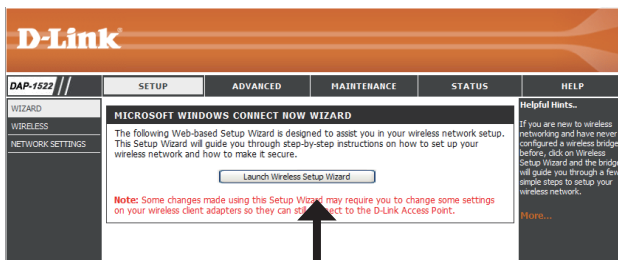 D-Link
DAP-1522 // SETUP ADVANCED MAINTENANCE STATUS HELP
WIZARD
WIRELESS
NETWORK SETTINGS
MICROSOFT WINDOWS CONNECT NOW WIZARD
The following Web-based Setup Wizard is designed to assist you in your wireless network setup.
This Setup Wizard will guide you through step-by-step instructions on how to set up your
wireless network and how to make it secure.
Launch Wireless Setup Wizard
Note: Some changes made using this Setup Wizard may require you to change some settings
on your wireless client adapters so they can still connect to the D-Link Access Point.
Helpful Hints..
If you are new to wireless
networking and have never
configured a wireless bridge
before, click on Wireless
Setup Wizard and the bridge
will guide you through a few
simple steps to setup your
wireless network.
More...